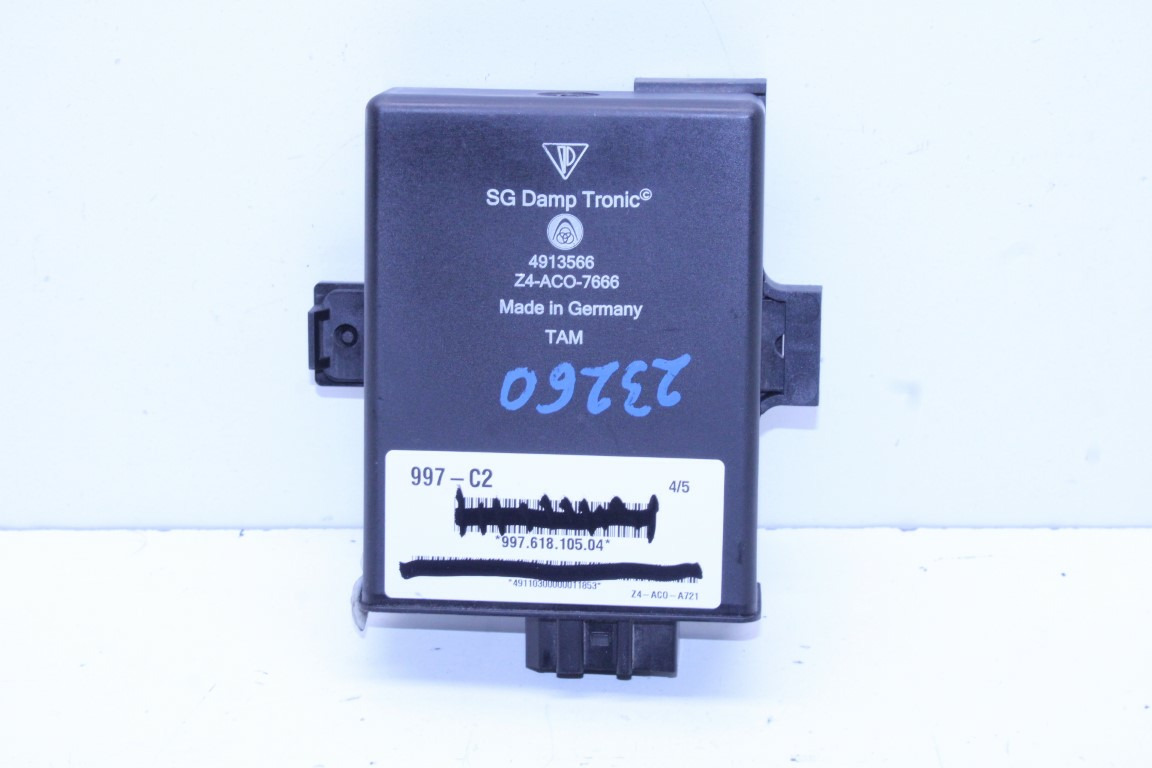 SG Damp Tronic©
4913566
Z4-ACO-7666
Made in Germany
TAM
23260
997 – C2
4/5
*997.618.105.04*
*49110300000011853*
Z4 – ACO – A721